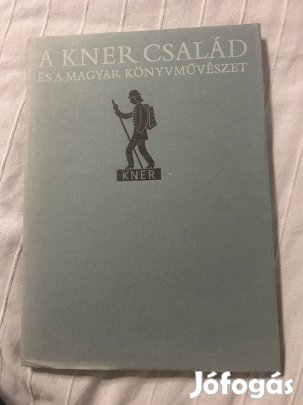 A KNER CSALÁD
ÉS A MAGYAR KÖNYVMŰVÉSZET
KNER
Jófogás